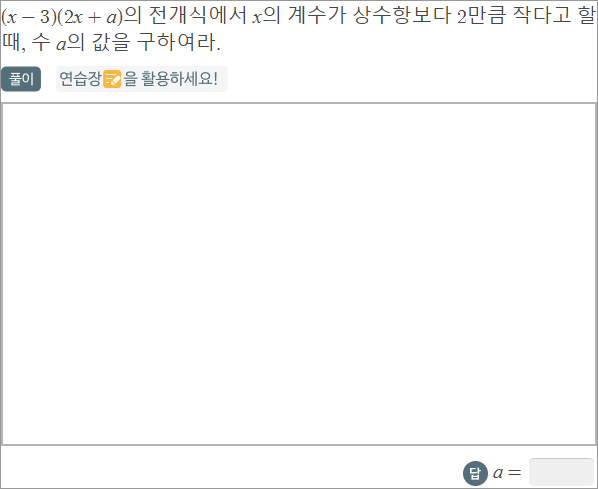 (x − 3)(2x + a)의 전개식에서 x의 계수가 상수항보다 2만큼 작다고 할
때, 수 a의 값을 구하여라.
풀이 연습장을 활용하세요!
답 a =